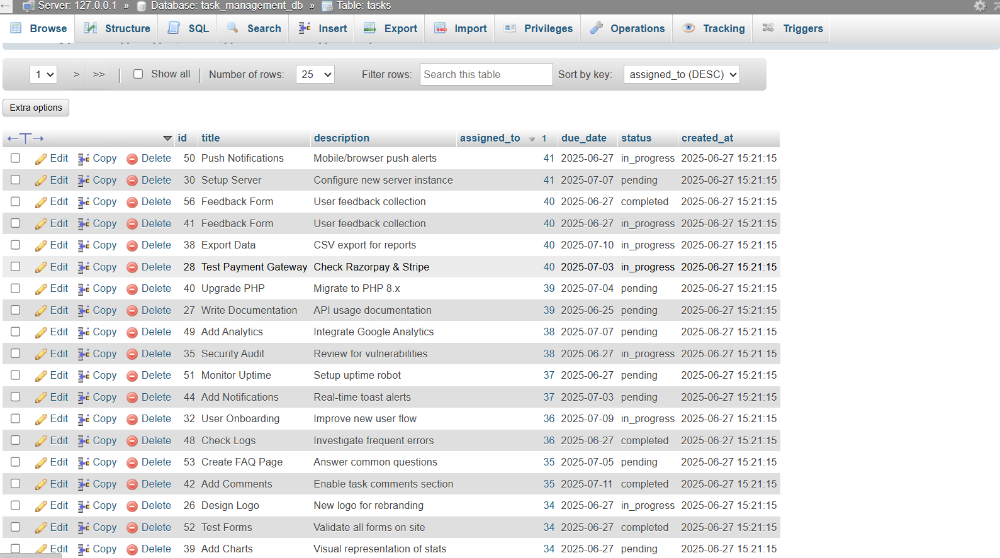 Server: 127.0.0.1 » Database: task_management_db » Table: tasks
Browse Structure SQL Search Insert Export Import Privileges Operations Tracking Triggers
1 > >> | Show all | Number of rows: 25 Filter rows: Search this table Sort by key: assigned_to (DESC)
Extra options
←T→ id title description assigned_to 1 due_date status created_at
Edit Copy Delete 50 Push Notifications Mobile/browser push alerts 41 2025-06-27 in_progress 2025-06-27 15:21:15
Edit Copy Delete 30 Setup Server Configure new server instance 41 2025-07-07 pending 2025-06-27 15:21:15
Edit Copy Delete 56 Feedback Form User feedback collection 40 2025-06-27 completed 2025-06-27 15:21:15
Edit Copy Delete 41 Feedback Form User feedback collection 40 2025-06-27 in_progress 2025-06-27 15:21:15
Edit Copy Delete 38 Export Data CSV export for reports 40 2025-07-10 in_progress 2025-06-27 15:21:15
Edit Copy Delete 28 Test Payment Gateway Check Razorpay & Stripe 40 2025-07-03 in_progress 2025-06-27 15:21:15
Edit Copy Delete 40 Upgrade PHP Migrate to PHP 8.x 39 2025-07-04 pending 2025-06-27 15:21:15
Edit Copy Delete 27 Write Documentation API usage documentation 39 2025-06-25 pending 2025-06-27 15:21:15
Edit Copy Delete 49 Add Analytics Integrate Google Analytics 38 2025-07-07 pending 2025-06-27 15:21:15
Edit Copy Delete 35 Security Audit Review for vulnerabilities 38 2025-06-27 in_progress 2025-06-27 15:21:15
Edit Copy Delete 51 Monitor Uptime Setup uptime robot 37 2025-06-27 pending 2025-06-27 15:21:15
Edit Copy Delete 44 Add Notifications Real-time toast alerts 37 2025-07-03 pending 2025-06-27 15:21:15
Edit Copy Delete 32 User Onboarding Improve new user flow 36 2025-07-09 in_progress 2025-06-27 15:21:15
Edit Copy Delete 48 Check Logs Investigate frequent errors 36 2025-06-27 completed 2025-06-27 15:21:15
Edit Copy Delete 53 Create FAQ Page Answer common questions 35 2025-07-05 pending 2025-06-27 15:21:15
Edit Copy Delete 42 Add Comments Enable task comments section 35 2025-07-11 completed 2025-06-27 15:21:15
Edit Copy Delete 26 Design Logo New logo for rebranding 34 2025-06-27 in_progress 2025-06-27 15:21:15
Edit Copy Delete 52 Test Forms Validate all forms on site 34 2025-06-27 completed 2025-06-27 15:21:15
Edit Copy Delete 39 Add Charts Visual representation of stats 34 2025-06-27 pending 2025-06-27 15:21:15